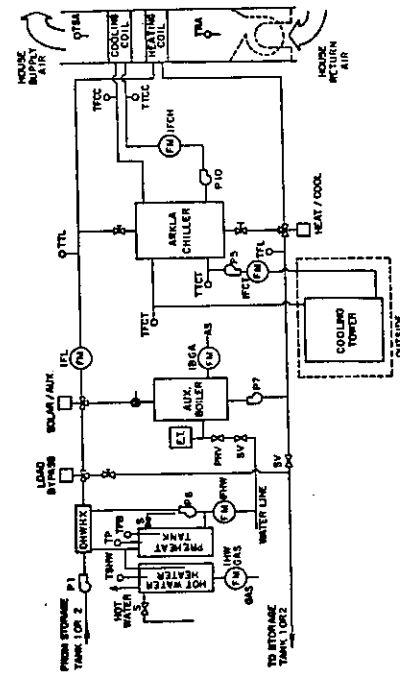 HOUSE
SUPPLY
AIR
TSA
COOLING
COIL
HEATING
COIL
TRA
HOUSE
RETURN
AIR
TFCC
TTCC
FM
IFCH
P10
ARKLA
CHILLER
TTL
HEAT / COOL
TFL
TFCT
TTCT
P5
FM
IFCT
COOLING
TOWER
OUTSIDE
IFL
FM
SOLAR / AUX.
AUX.
BOILER
IBGA
FM
AS
P7
E.T.
PRV
SV
WATER LINE
SV
LOAD
BYPASS
DHWHX
P1
FROM STORAGE
TANK 1 OR 2
TO STORAGE
TANK 1 OR 2
S
P6
TPB
TP
PREHEAT
TANK
FM
TSHW
HOT WATER
HEATER
IHW
GAS
FM
GAS
HOT
WATER
S